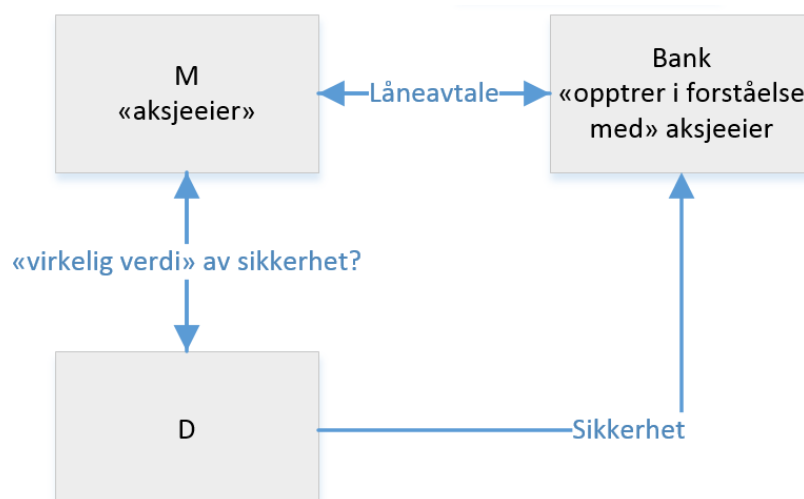 M
«aksjeeier»
Låneavtale
Bank
«opptrer i forståelse
med» aksjeeier
«virkelig verdi» av sikkerhet?
D
Sikkerhet